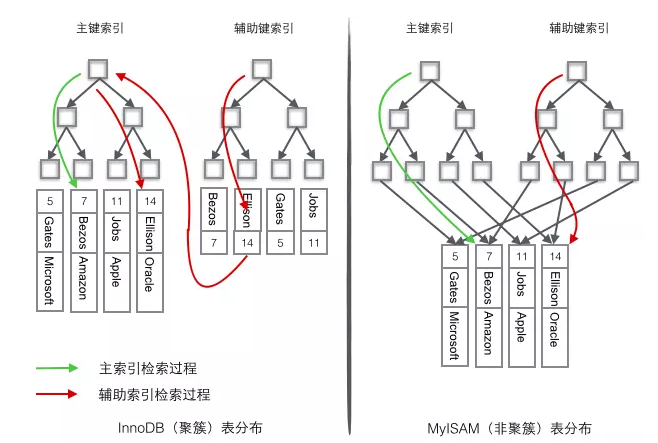 主键索引
辅助键索引
5
Gates
Microsoft
7
Bezos
Amazon
11
Jobs
Apple
14
Ellison
Oracle
Bezos
7
Ellison
14
Gates
5
Jobs
11
主索引检索过程
辅助索引检索过程
InnoDB（聚簇）表分布
主键索引
辅助键索引
5
Gates
Microsoft
7
Bezos
Amazon
11
Jobs
Apple
14
Ellison
Oracle
MyISAM（非聚簇）表分布